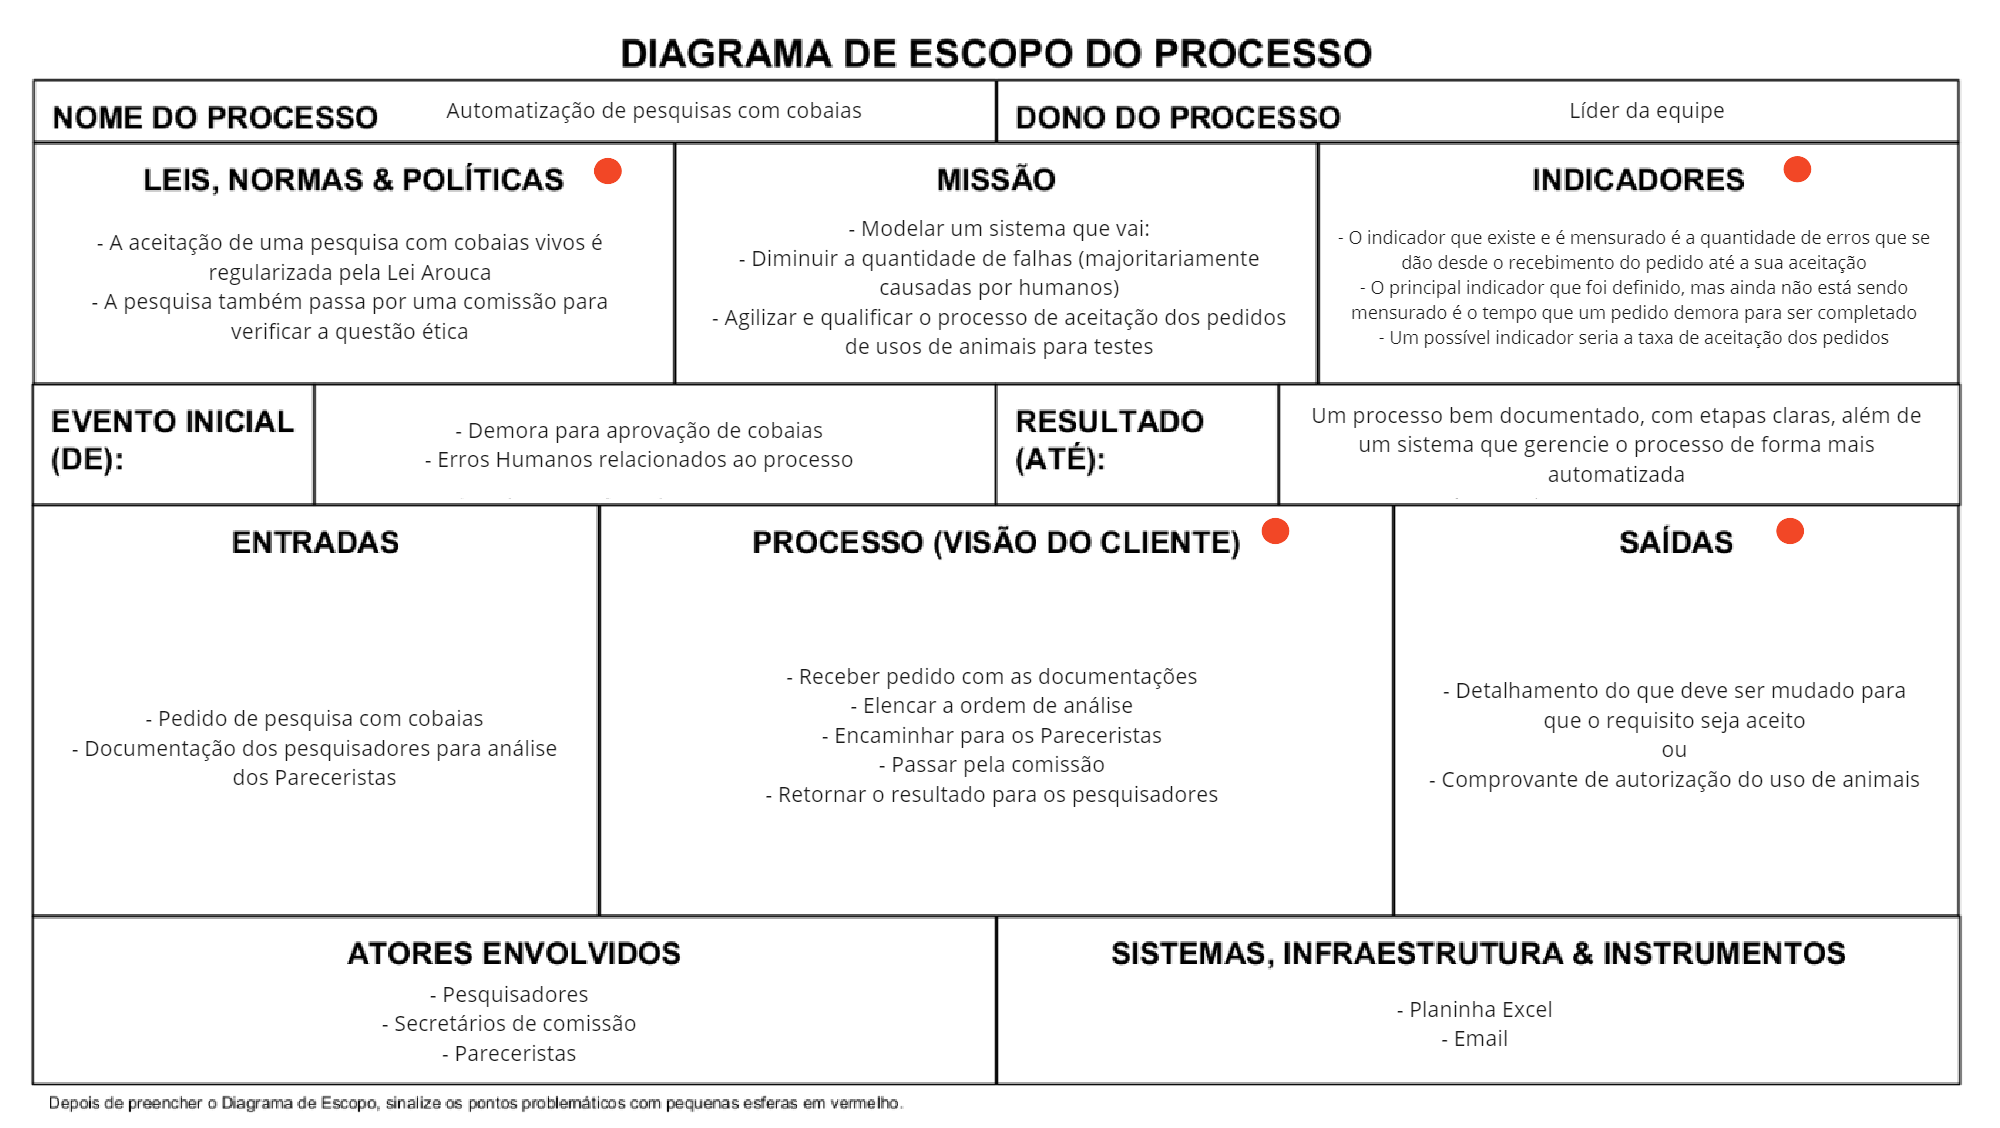 DIAGRAMA DE ESCOPO DO PROCESSO
NOME DO PROCESSO
Automatização de pesquisas com cobaias
DONO DO PROCESSO
Líder da equipe
LEIS, NORMAS & POLÍTICAS
- A aceitação de uma pesquisa com cobaias vivos é
regularizada pela Lei Arouca
- A pesquisa também passa por uma comissão para
verificar a questão ética
MISSÃO
- Modelar um sistema que vai:
- Diminuir a quantidade de falhas (majoritariamente
causadas por humanos)
- Agilizar e qualificar o processo de aceitação dos pedidos
de usos de animais para testes
INDICADORES
- O indicador que existe e é mensurado é a quantidade de erros que se
dão desde o recebimento do pedido até a sua aceitação
- O principal indicador que foi definido, mas ainda não está sendo
mensurado é o tempo que um pedido demora para ser completado
- Um possível indicador seria a taxa de aceitação dos pedidos
EVENTO INICIAL
(DE):
- Demora para aprovação de cobaias
- Erros Humanos relacionados ao processo
RESULTADO
(ATÉ):
Um processo bem documentado, com etapas claras, além de
um sistema que gerencie o processo de forma mais
automatizada
ENTRADAS
- Pedido de pesquisa com cobaias
- Documentação dos pesquisadores para análise
dos Pareceristas
PROCESSO (VISÃO DO CLIENTE)
- Receber pedido com as documentações
- Elencar a ordem de análise
- Encaminhar para os Pareceristas
- Passar pela comissão
- Retornar o resultado para os pesquisadores
SAÍDAS
- Detalhamento do que deve ser mudado para
que o requisito seja aceito
ou
- Comprovante de autorização do uso de animais
ATORES ENVOLVIDOS
- Pesquisadores
- Secretários de comissão
- Pareceristas
SISTEMAS, INFRAESTRUTURA & INSTRUMENTOS
- Planinha Excel
- Email
Depois de preencher o Diagrama de Escopo, sinalize os pontos problemáticos com pequenas esferas em vermelho.